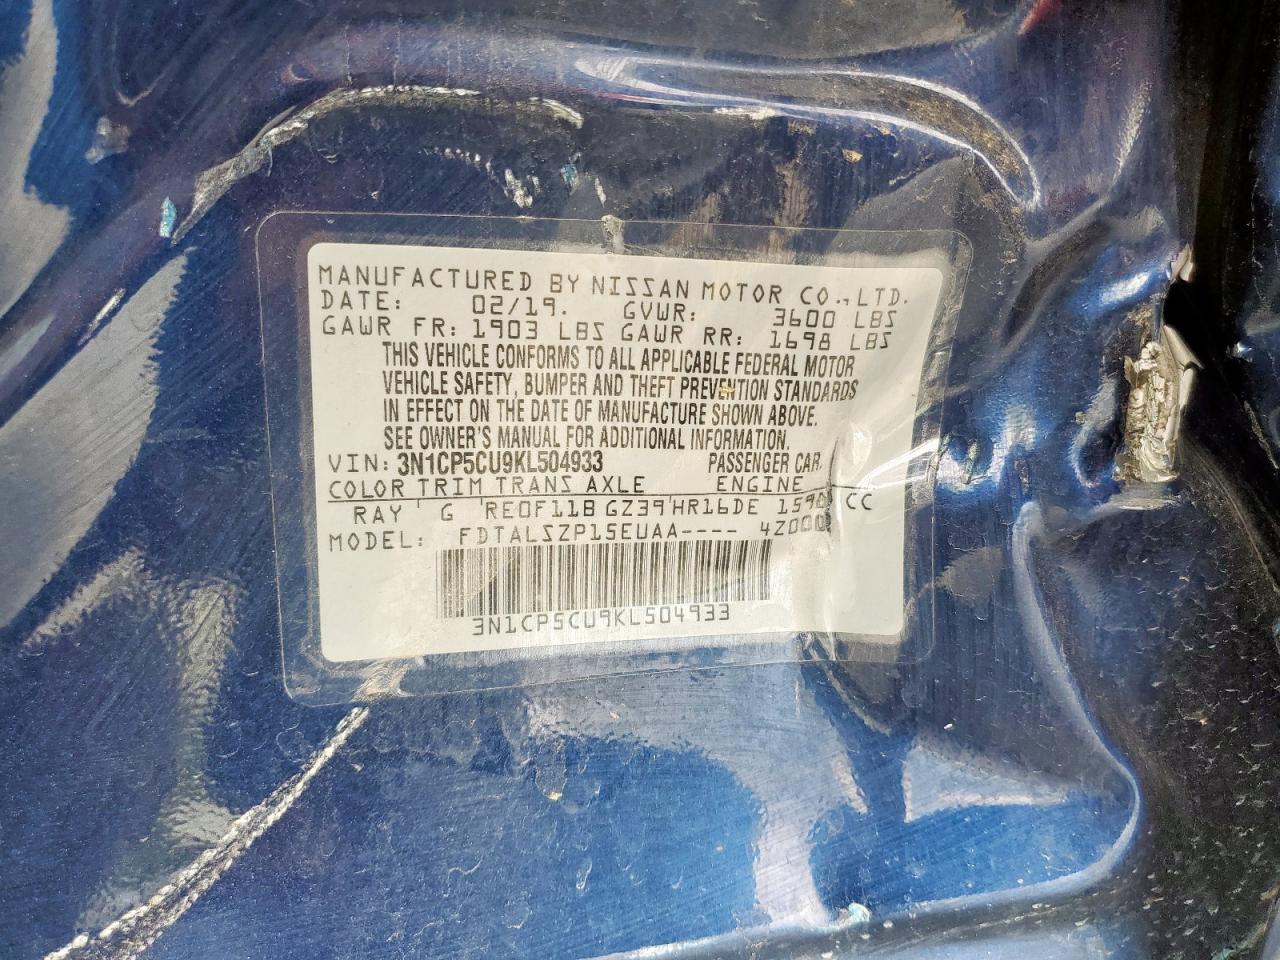 MANUFACTURED BY NISSAN MOTOR CO.,LTD.
DATE: 02/19. GVWR: 3600 LBS
GAWR FR: 1903 LBS GAWR RR: 1698 LBS
THIS VEHICLE CONFORMS TO ALL APPLICABLE FEDERAL MOTOR
VEHICLE SAFETY, BUMPER AND THEFT PREVENTION STANDARDS
IN EFFECT ON THE DATE OF MANUFACTURE SHOWN ABOVE.
SEE OWNER'S MANUAL FOR ADDITIONAL INFORMATION.
VIN: 3N1CP5CU9KL504933 PASSENGER CAR
COLOR TRIM TRANS AXLE ENGINE
RAY G RE0F11B GZ39 HR16DE 1590 CC
MODEL: FDTALSZP15EUAA---- 4Z000
3N1CP5CU9KL504933